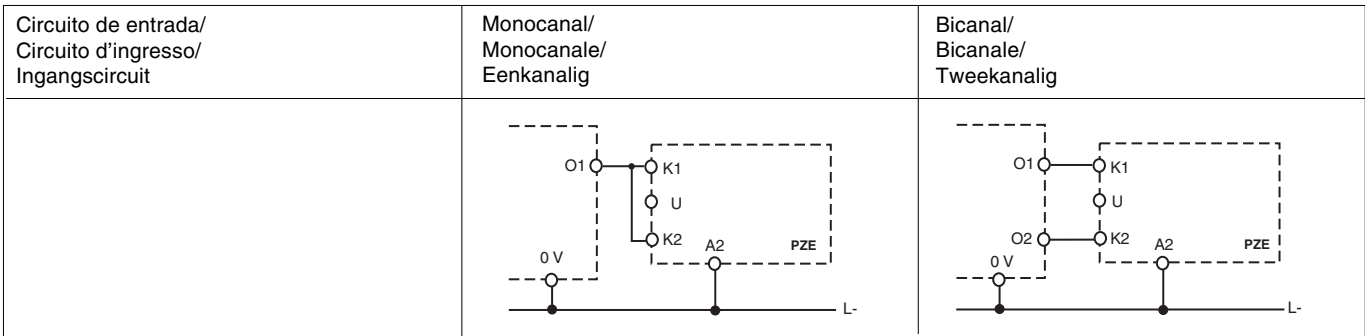 Circuito de entrada/
Circuito d'ingresso/
Ingangscircuit
Monocanal/
Monocanale/
Eenkanalig
Bicanal/
Bicanale/
Tweekanalig
O1
K1
U
K2
A2
PZE
0 V
L-
O1
K1
U
O2
K2
A2
PZE
0 V
L-